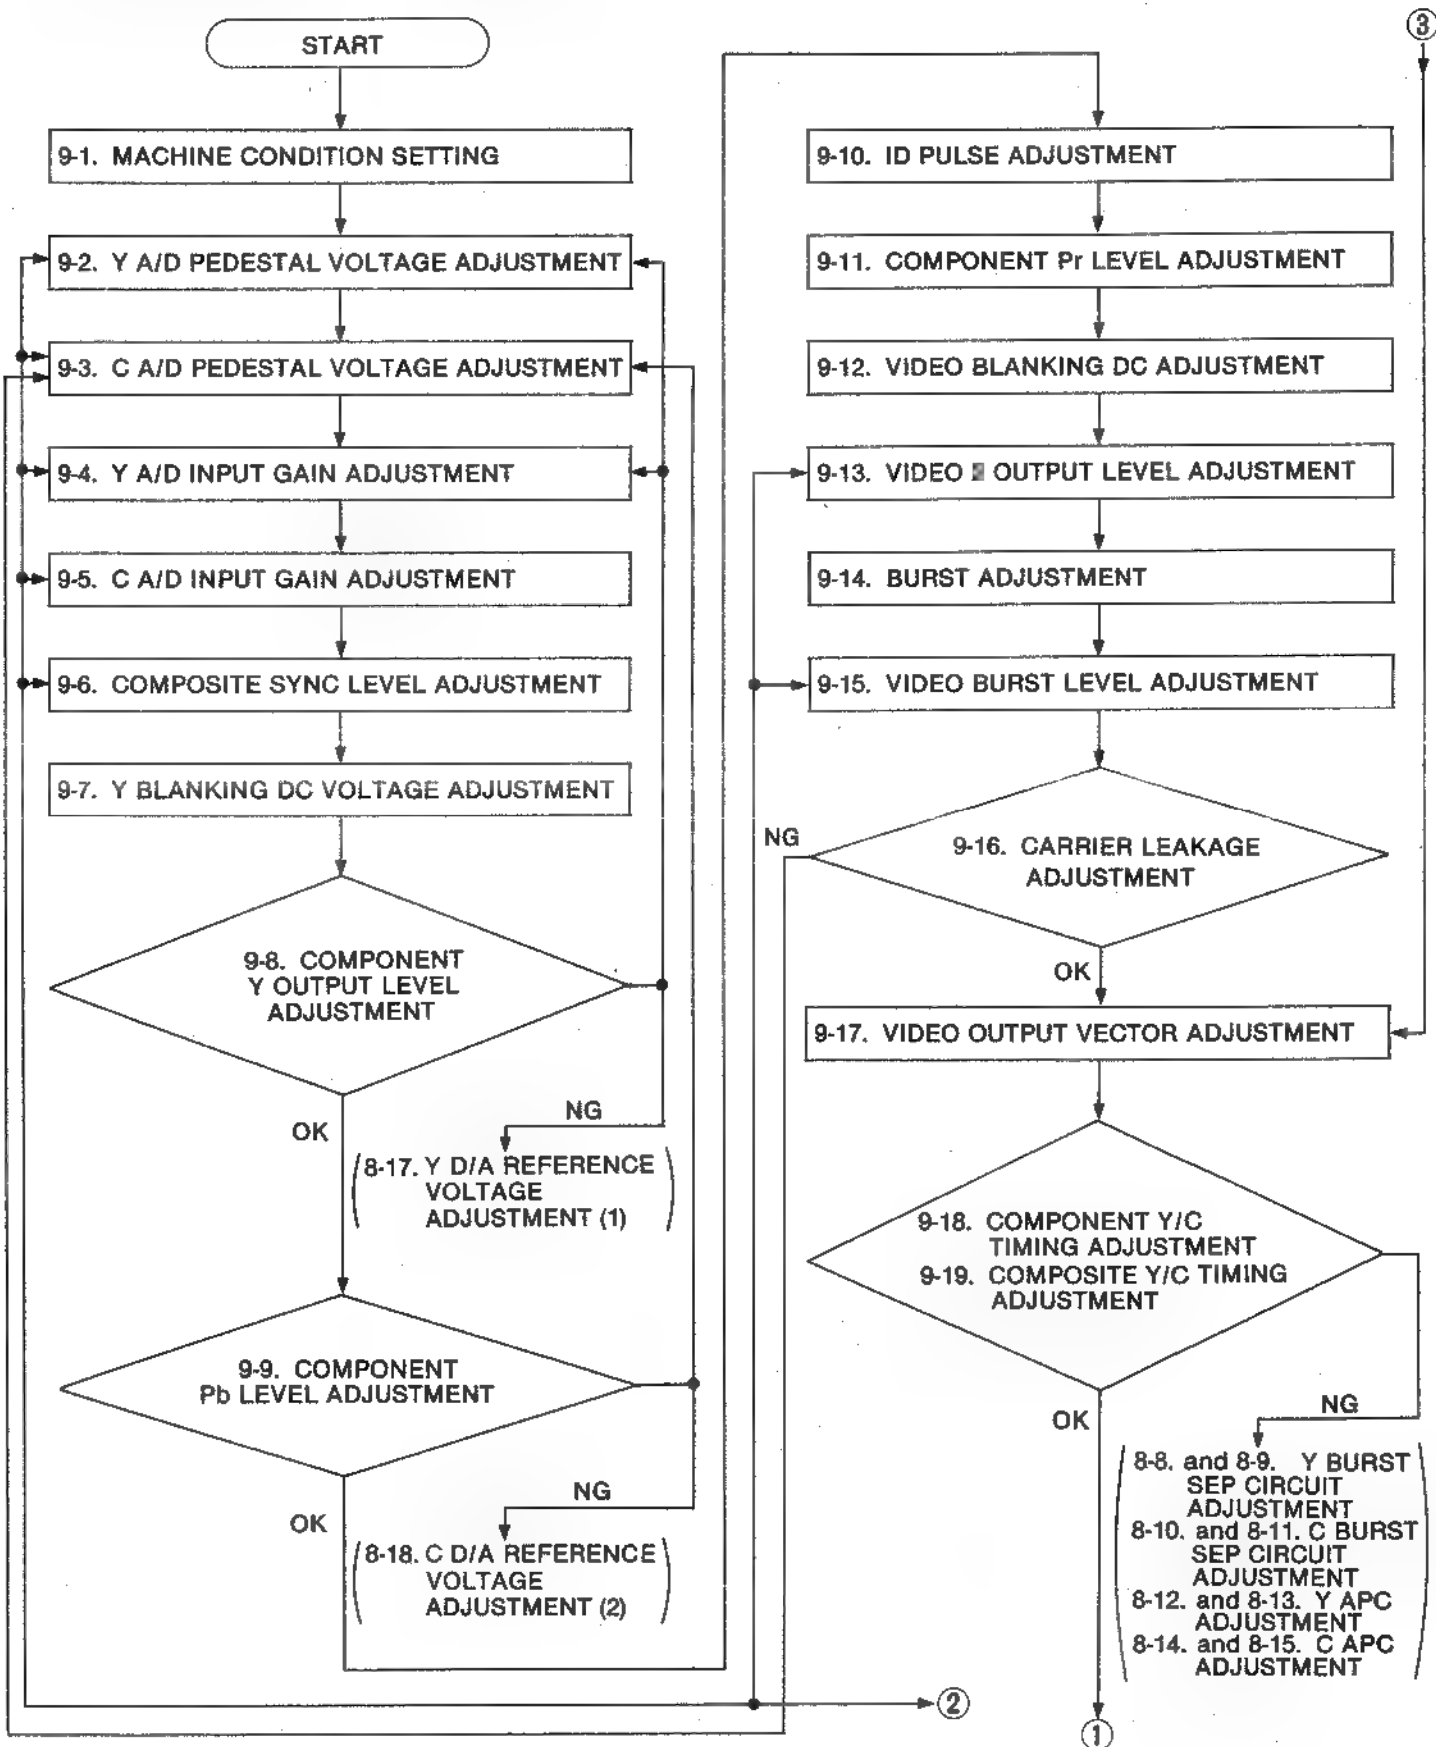 START
9-1. MACHINE CONDITION SETTING
9-2. Y A/D PEDESTAL VOLTAGE ADJUSTMENT
9-3. C A/D PEDESTAL VOLTAGE ADJUSTMENT
9-4. Y A/D INPUT GAIN ADJUSTMENT
9-5. C A/D INPUT GAIN ADJUSTMENT
9-6. COMPOSITE SYNC LEVEL ADJUSTMENT
9-7. Y BLANKING DC VOLTAGE ADJUSTMENT
9-8. COMPONENT
Y OUTPUT LEVEL
ADJUSTMENT
OK
NG
(8-17. Y D/A REFERENCE
VOLTAGE
ADJUSTMENT (1))
9-9. COMPONENT
Pb LEVEL ADJUSTMENT
OK
NG
(8-18. C D/A REFERENCE
VOLTAGE
ADJUSTMENT (2))
③
9-10. ID PULSE ADJUSTMENT
9-11. COMPONENT Pr LEVEL ADJUSTMENT
9-12. VIDEO BLANKING DC ADJUSTMENT
9-13. VIDEO OUTPUT LEVEL ADJUSTMENT
9-14. BURST ADJUSTMENT
9-15. VIDEO BURST LEVEL ADJUSTMENT
NG
9-16. CARRIER LEAKAGE
ADJUSTMENT
OK
9-17. VIDEO OUTPUT VECTOR ADJUSTMENT
9-18. COMPONENT Y/C
TIMING ADJUSTMENT
9-19. COMPOSITE Y/C TIMING
ADJUSTMENT
OK
NG
(8-8. and 8-9. Y BURST
SEP CIRCUIT
ADJUSTMENT
8-10. and 8-11. C BURST
SEP CIRCUIT
ADJUSTMENT
8-12. and 8-13. Y APC
ADJUSTMENT
8-14. and 8-15. C APC
ADJUSTMENT)
②
①